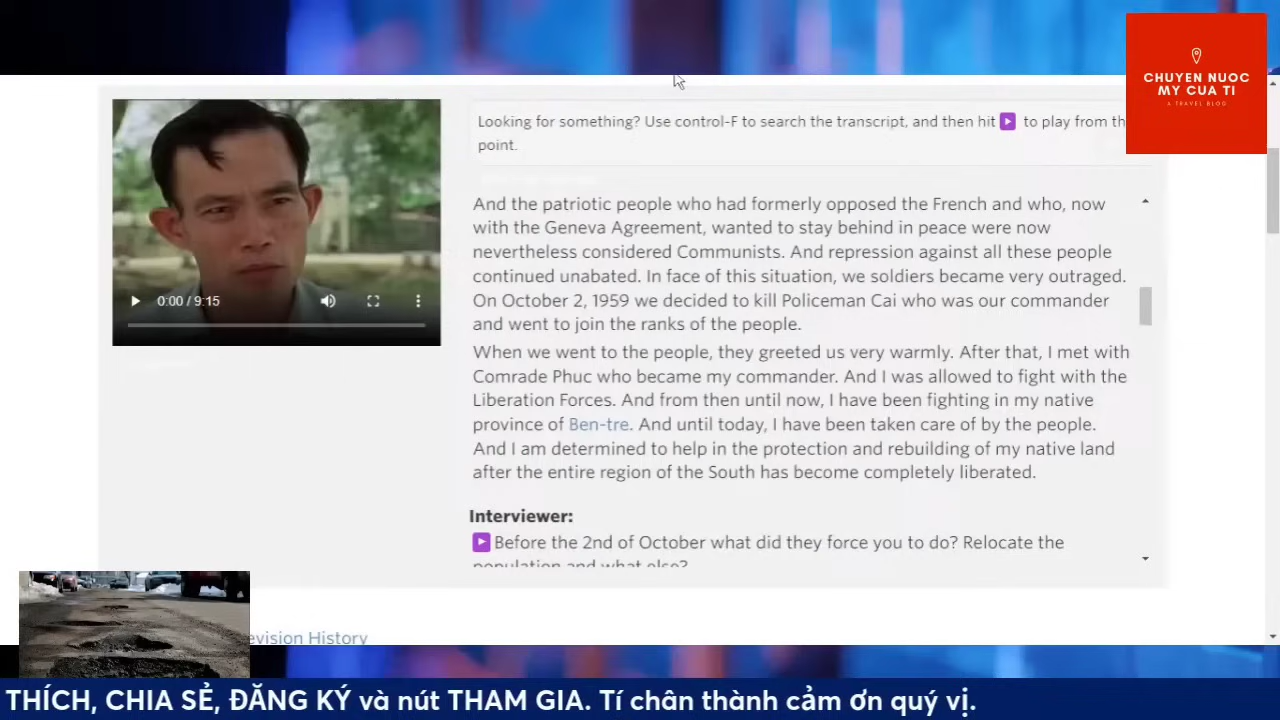 CHUYEN NUOC
MY CUA TI
A TRAVEL BLOG
Looking for something? Use control-F to search the transcript, and then hit to play from th
point.
And the patriotic people who had formerly opposed the French and who, now
with the Geneva Agreement, wanted to stay behind in peace were now
nevertheless considered Communists. And repression against all these people
continued unabated. In face of this situation, we soldiers became very outraged.
On October 2, 1959 we decided to kill Policeman Cai who was our commander
and went to join the ranks of the people.
When we went to the people, they greeted us very warmly. After that, I met with
Comrade Phuc who became my commander. And I was allowed to fight with the
Liberation Forces. And from then until now, I have been fighting in my native
province of Ben-tre. And until today, I have been taken care of by the people.
And I am determined to help in the protection and rebuilding of my native land
after the entire region of the South has become completely liberated.
Interviewer:
Before the 2nd of October what did they force you to do? Relocate the
population and what else?
0:00 / 9:15
evision History
THÍCH, CHIA SẺ, ĐĂNG KÝ và nút THAM GIA. Tí chân thành cảm ơn quý vị.